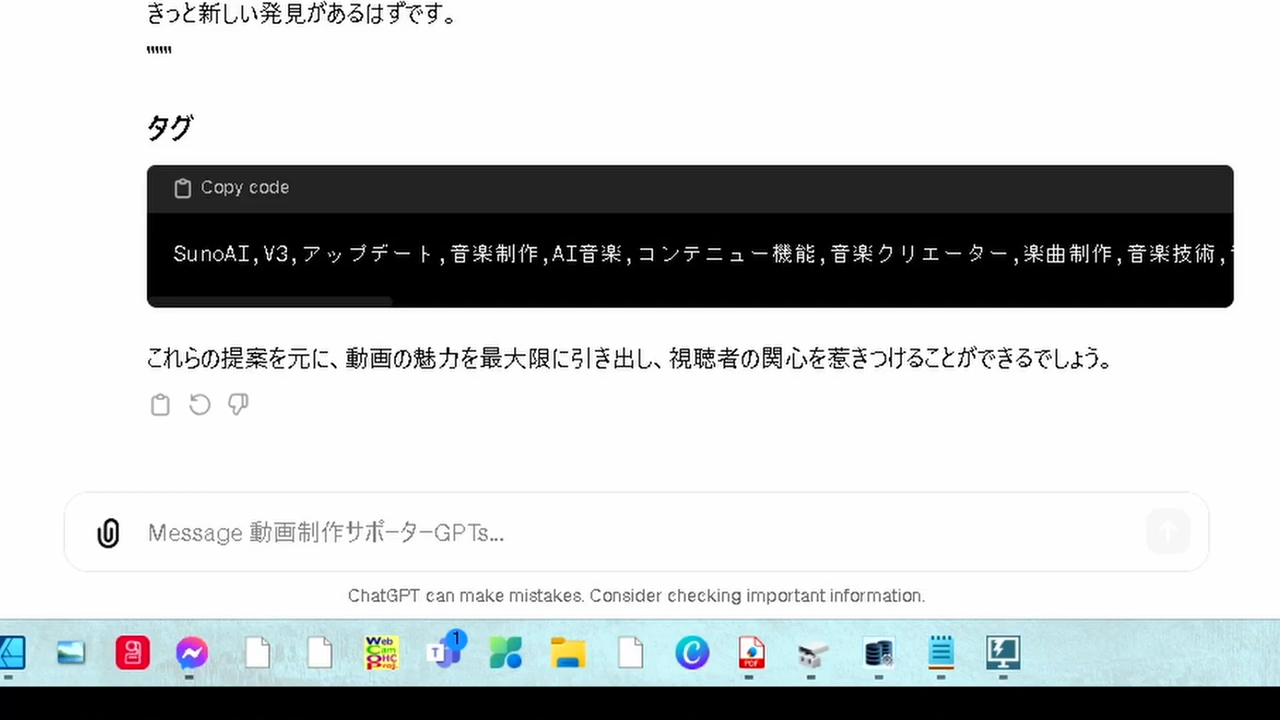 きっと新しい発見があるはずです。
""""""
タグ
Copy code
SunoAI,V3,アップデート,音楽制作,AI音楽,コンテニュー機能,音楽クリエーター,楽曲制作,音楽技術,
これらの提案を元に、動画の魅力を最大限に引き出し、視聴者の関心を惹きつけることができるでしょう。
Message 動画制作サポーターGPTs...
ChatGPT can make mistakes. Consider checking important information.
Web
Cam
OHC
Proj.
T
1
C
PDF